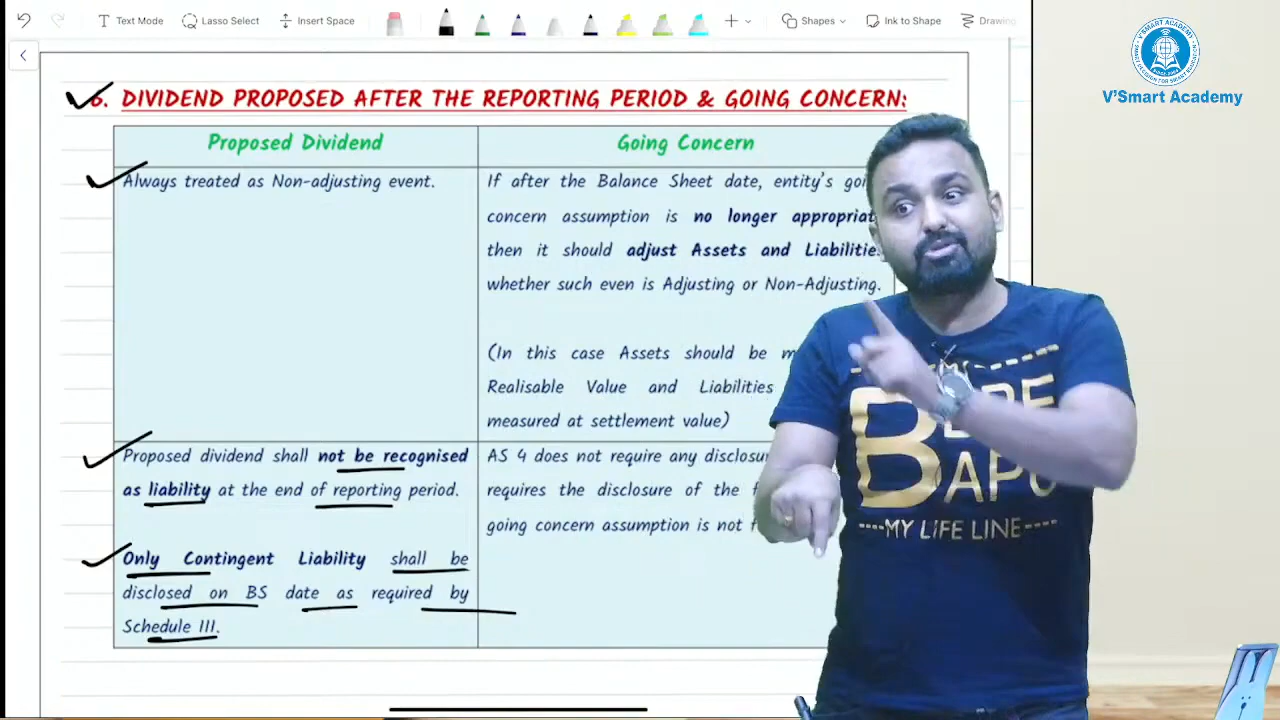 Text Mode
Lasso Select
Insert Space
Shapes
Ink to Shape
Drawing
V'SMART ACADEMY
V'Smart Academy
6. DIVIDEND PROPOSED AFTER THE REPORTING PERIOD & GOING CONCERN:
Proposed Dividend
Going Concern
Always treated as Non-adjusting event.
If after the Balance Sheet date, entity's
concern assumption is no longer
then it should adjust Assets and
whether such even is Adjusting or Non-Adjusting.
(In this case Assets should be
Realisable Value and Liabilities
measured at settlement value)
Proposed dividend shall not be recognised
as liability at the end of reporting period.
Only Contingent Liability shall be
disclosed on BS date as required by
Schedule III.
AS 4 does not require any
requires the disclosure of the
going concern assumption is not
BERE
BAPU
MY LIFE LINE